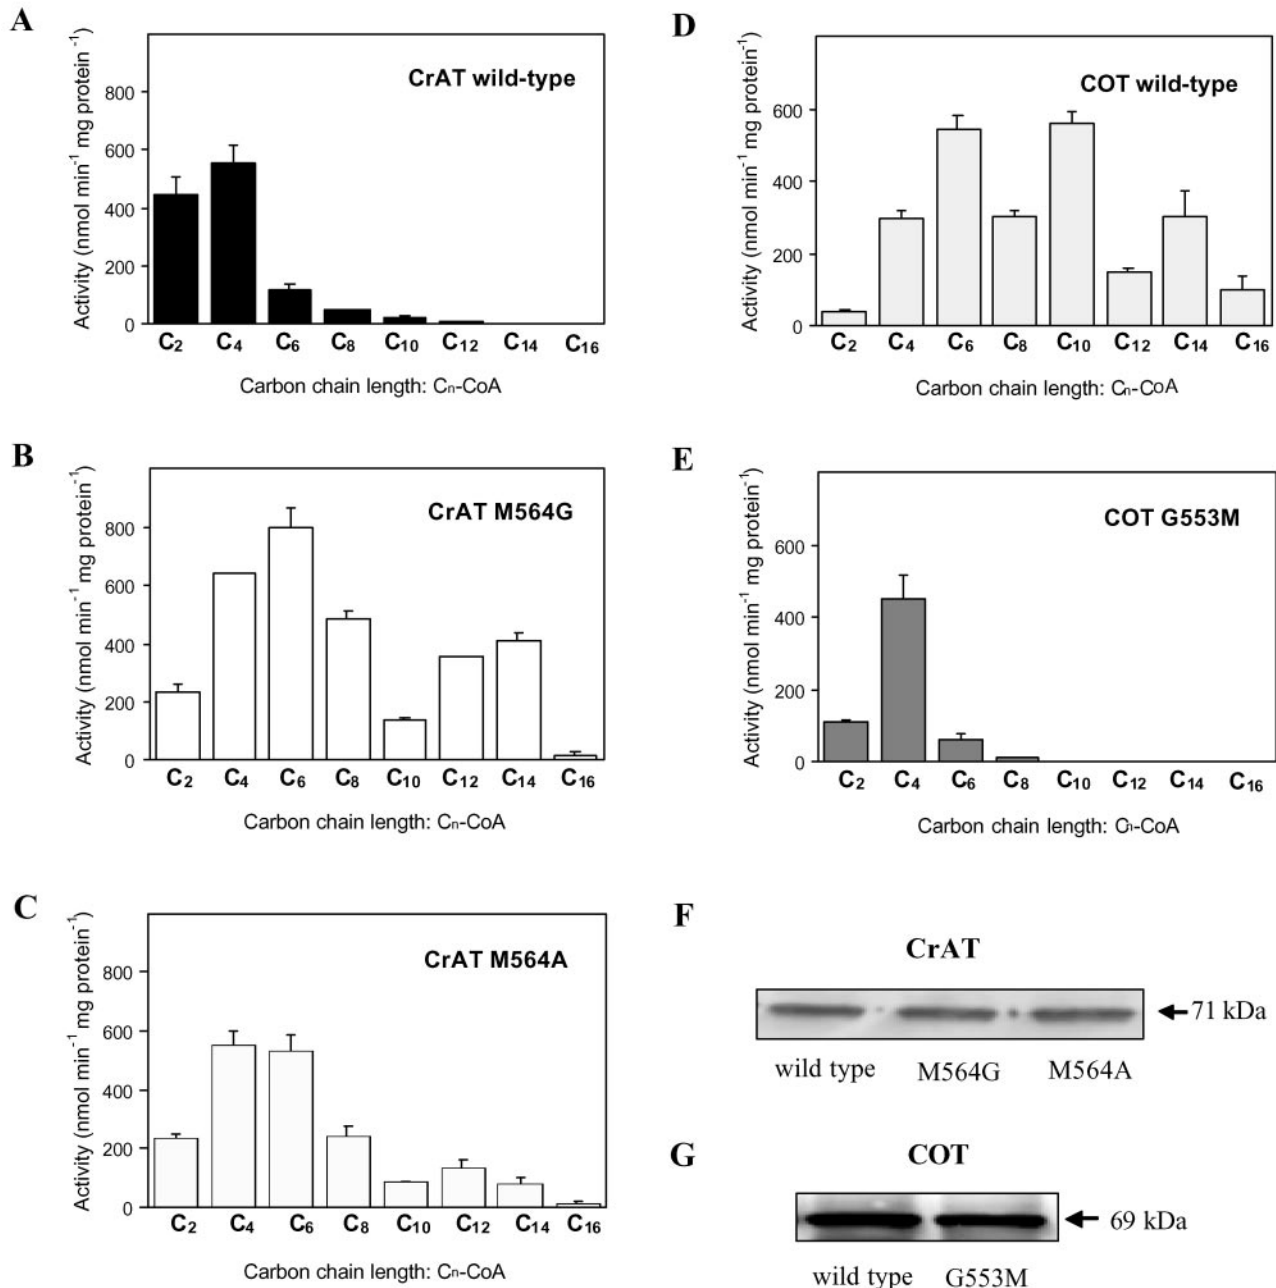 A
Activity (nmol min⁻¹ mg protein⁻¹)
800
600
400
200
0
CrAT wild-type
C₂ C₄ C₆ C₈ C₁₀ C₁₂ C₁₄ C₁₆
Carbon chain length: Cn-CoA
B
Activity (nmol min⁻¹ mg protein⁻¹)
800
600
400
200
0
CrAT M564G
C₂ C₄ C₆ C₈ C₁₀ C₁₂ C₁₄ C₁₆
Carbon chain length: Cn-CoA
C
Activity (nmol min⁻¹ mg protein⁻¹)
800
600
400
200
0
CrAT M564A
C₂ C₄ C₆ C₈ C₁₀ C₁₂ C₁₄ C₁₆
Carbon chain length: Cn-CoA
D
Activity (nmol min⁻¹ mg protein⁻¹)
600
400
200
0
COT wild-type
C₂ C₄ C₆ C₈ C₁₀ C₁₂ C₁₄ C₁₆
Carbon chain length: Cn-CoA
E
Activity (nmol min⁻¹ mg protein⁻¹)
600
400
200
0
COT G553M
C₂ C₄ C₆ C₈ C₁₀ C₁₂ C₁₄ C₁₆
Carbon chain length: Cn-CoA
F
CrAT
71 kDa
wild type M564G M564A
G
COT
69 kDa
wild type G553M